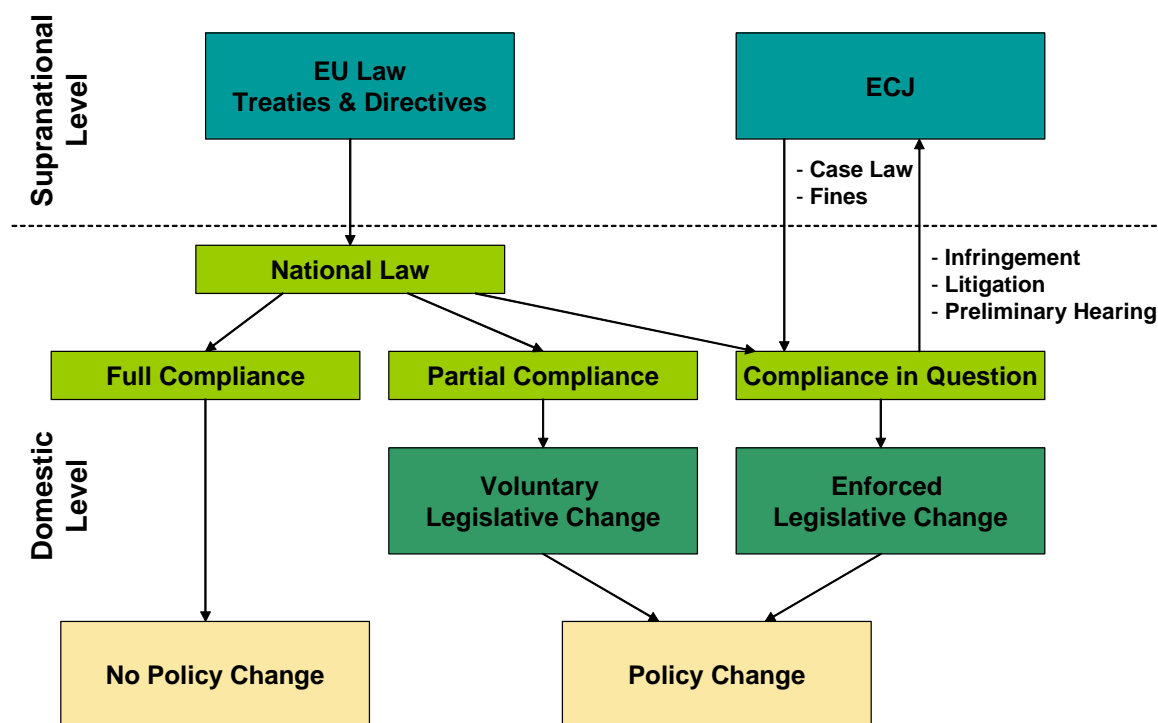 Supranational
Level
EU Law
Treaties & Directives
ECJ
- Case Law
- Fines
National Law
- Infringement
- Litigation
- Preliminary Hearing
Full Compliance
Partial Compliance
Compliance in Question
Domestic
Level
Voluntary
Legislative Change
Enforced
Legislative Change
No Policy Change
Policy Change